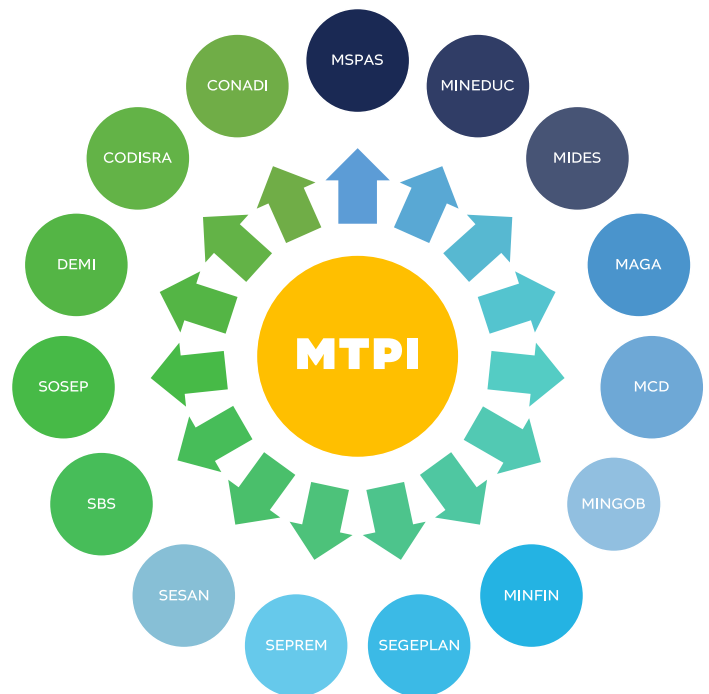 MSPAS
MINEDUC
MIDES
MAGA
MCD
MINGOB
MINFIN
SEGEPLAN
SEPREM
SESAN
SBS
SOSEP
DEMI
CODISRA
CONADI
MTPI